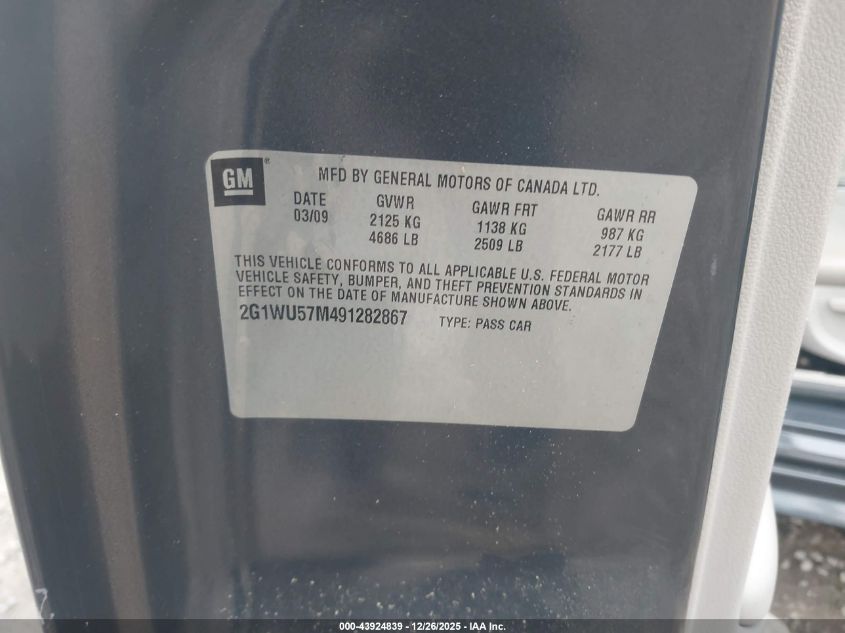 GM ®
MFD BY GENERAL MOTORS OF CANADA LTD.
DATE GVWR GAWR FRT GAWR RR
03/09 2125 KG 1138 KG 987 KG
4686 LB 2509 LB 2177 LB
THIS VEHICLE CONFORMS TO ALL APPLICABLE U.S. FEDERAL MOTOR
VEHICLE SAFETY, BUMPER, AND THEFT PREVENTION STANDARDS IN
EFFECT ON THE DATE OF MANUFACTURE SHOWN ABOVE.
2G1WU57M491282867 TYPE: PASS CAR
000-43924839 - 12/26/2025 - IAA Inc.